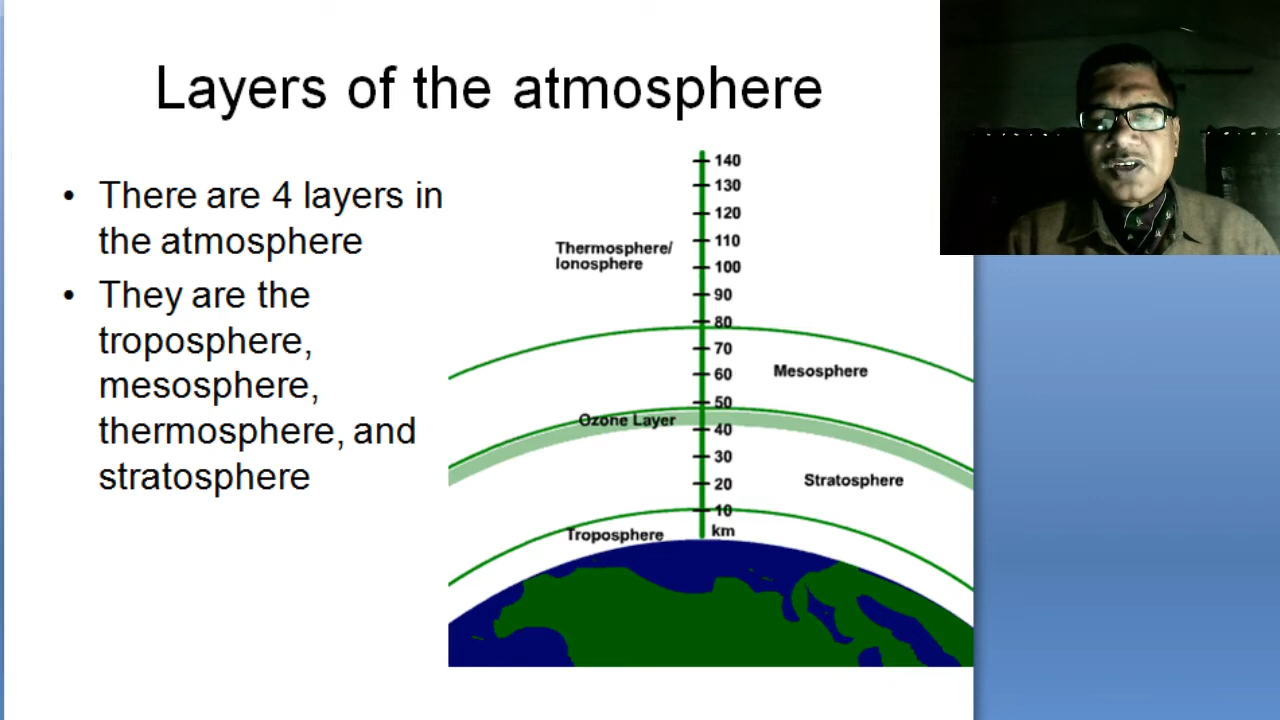 Layers of the atmosphere
• There are 4 layers in
the atmosphere
• They are the
troposphere,
mesosphere,
thermosphere, and
stratosphere
140
130
120
110
Thermosphere/
Ionosphere
100
90
80
70
Mesosphere
60
50
Ozone Layer
40
30
Stratosphere
20
10
Troposphere
km